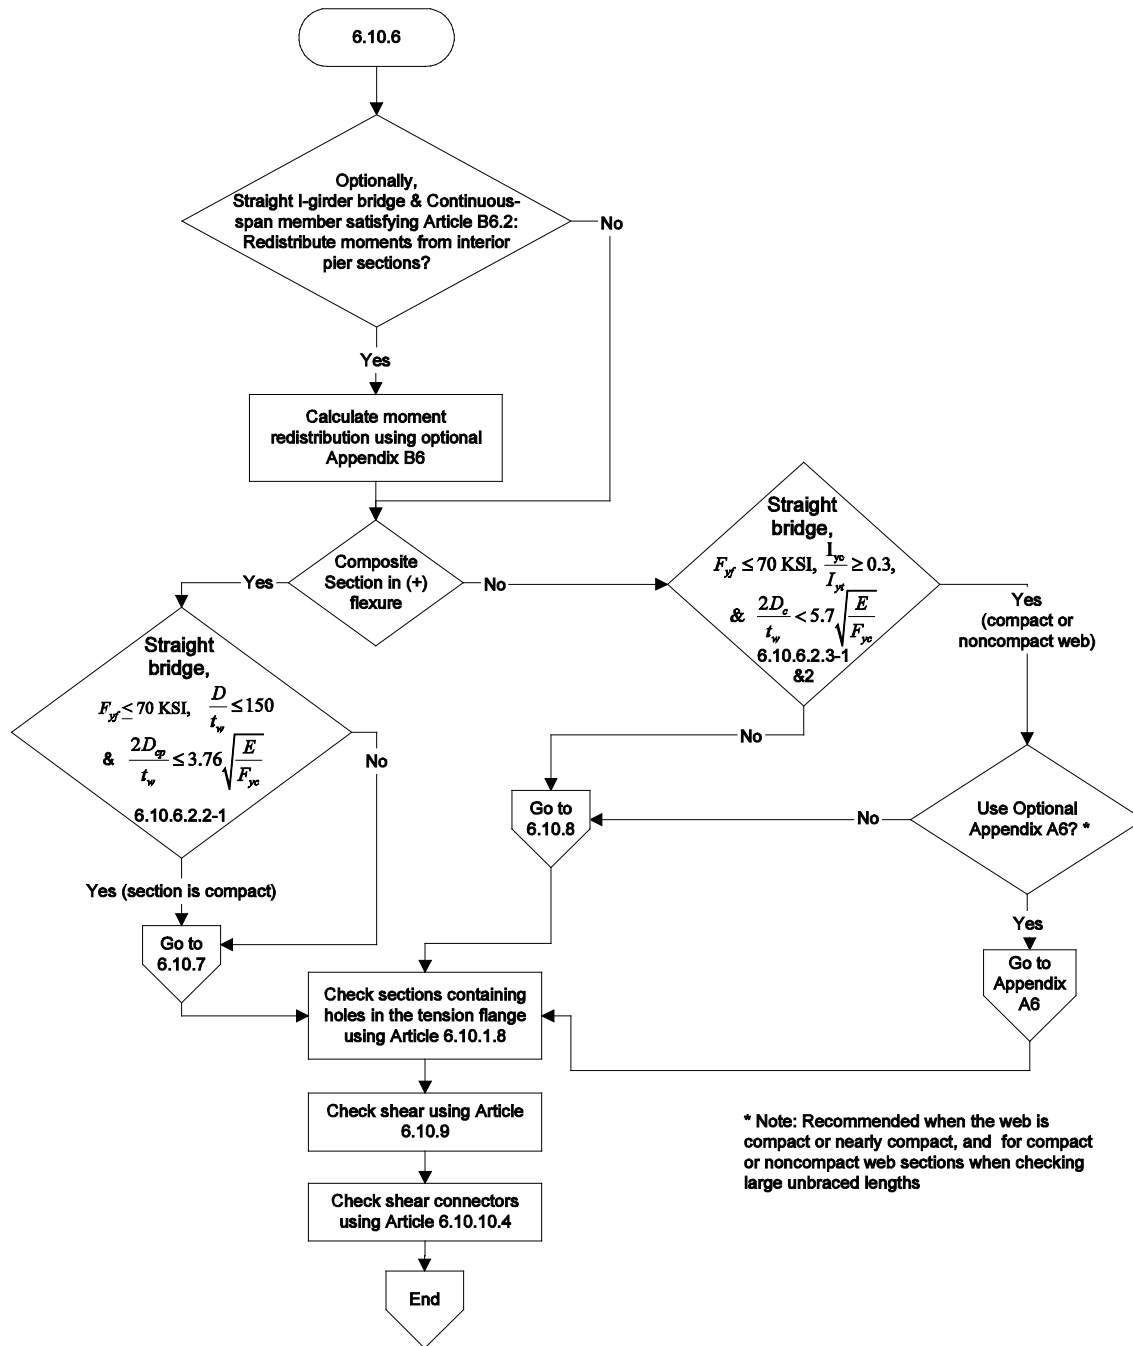 6.10.6
Optionally,
Straight I-girder bridge & Continuous-
span member satisfying Article B6.2:
Redistribute moments from interior
pier sections?
No
Yes
Calculate moment
redistribution using optional
Appendix B6
Composite
Section in (+)
flexure
Yes
No
Straight
bridge,
F_yf ≤ 70 KSI, I_yc / I_yt ≥ 0.3,
& 2D_c / t_w < 5.7 √(E / F_yc)
6.10.6.2.3-1
&2
Yes
(compact or
noncompact web)
No
Straight
bridge,
F_yf ≤ 70 KSI, D / t_w ≤ 150
& 2D_cp / t_w ≤ 3.76 √(E / F_yc)
6.10.6.2.2-1
No
Yes (section is compact)
Go to
6.10.7
Go to
6.10.8
No
Use Optional
Appendix A6? *
Yes
Go to
Appendix
A6
Check sections containing
holes in the tension flange
using Article 6.10.1.8
Check shear using Article
6.10.9
Check shear connectors
using Article 6.10.10.4
End
* Note: Recommended when the web is
compact or nearly compact, and for compact
or noncompact web sections when checking
large unbraced lengths